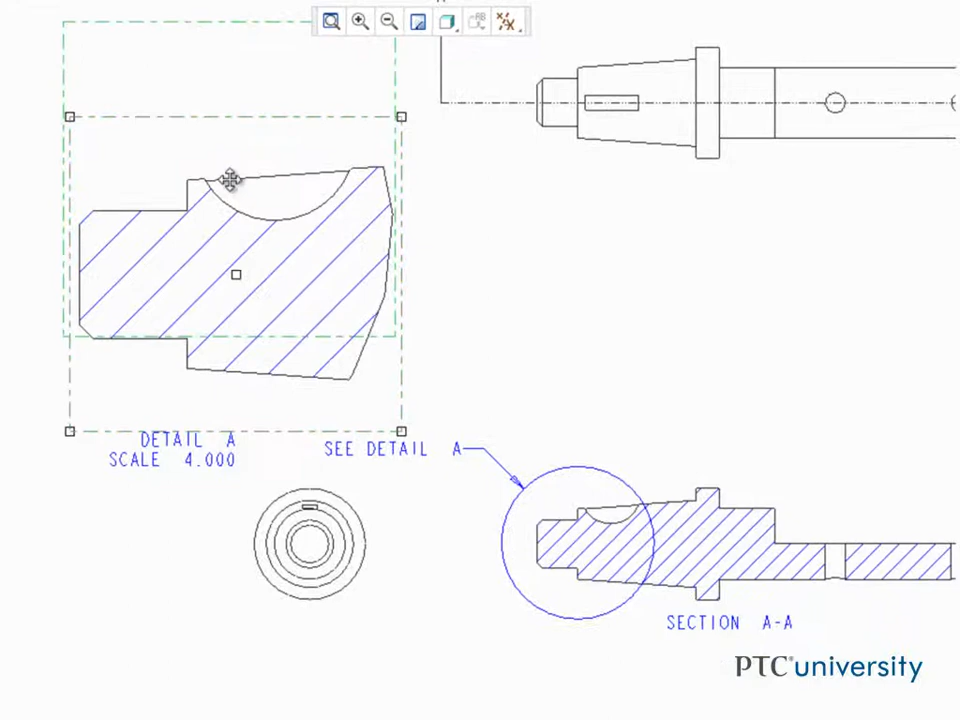 DETAIL A
SCALE 4.000
SEE DETAIL A
SECTION A-A
PTC® university